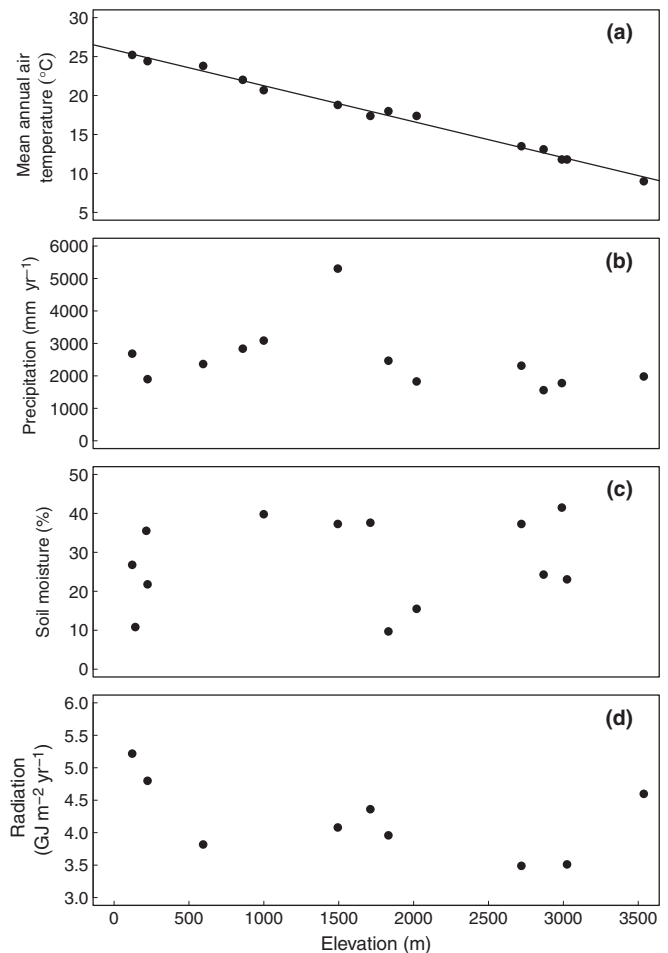 (a)
30
25
20
15
10
5
Mean annual air
temperature (°C)
(b)
6000
5000
4000
3000
2000
1000
0
Precipitation (mm yr⁻¹)
(c)
50
40
30
20
10
0
Soil moisture (%)
(d)
6.0
5.5
5.0
4.5
4.0
3.5
3.0
Radiation
(GJ m⁻² yr⁻¹)
0 500 1000 1500 2000 2500 3000 3500
Elevation (m)